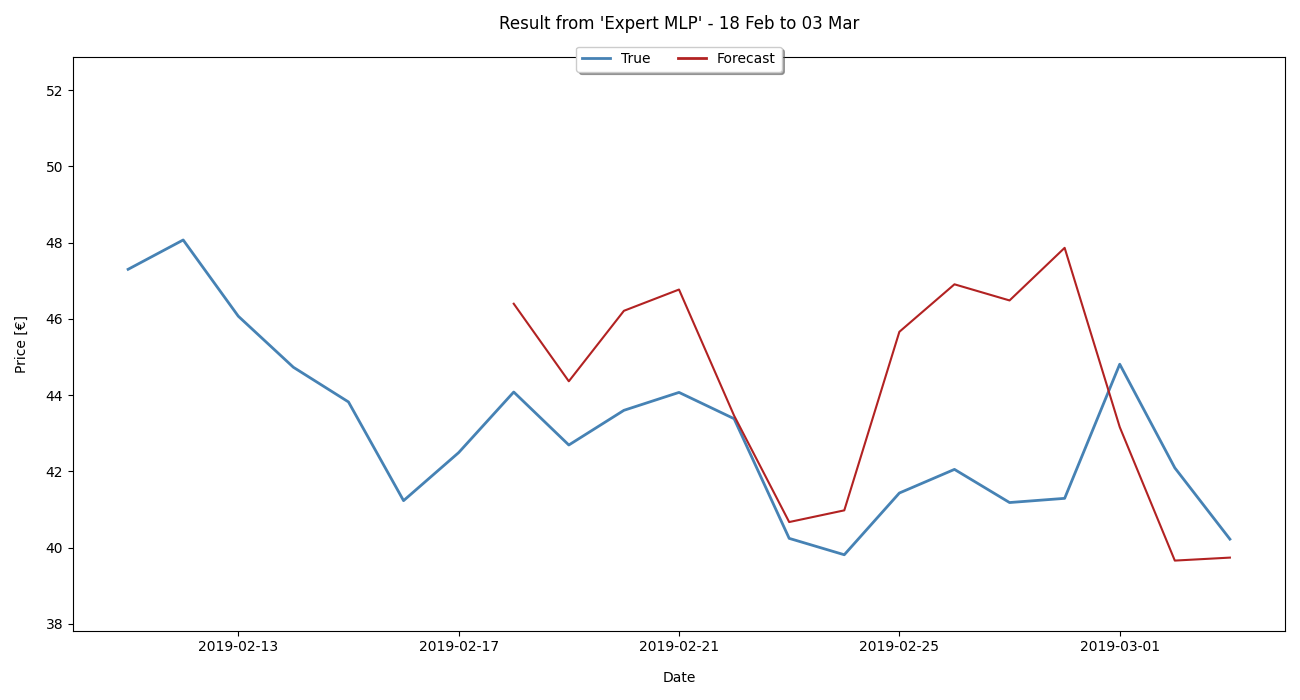 Result from 'Expert MLP' - 18 Feb to 03 Mar
True Forecast
52
50
48
46
44
42
40
38
Price [€]
2019-02-13 2019-02-17 2019-02-21 2019-02-25 2019-03-01
Date